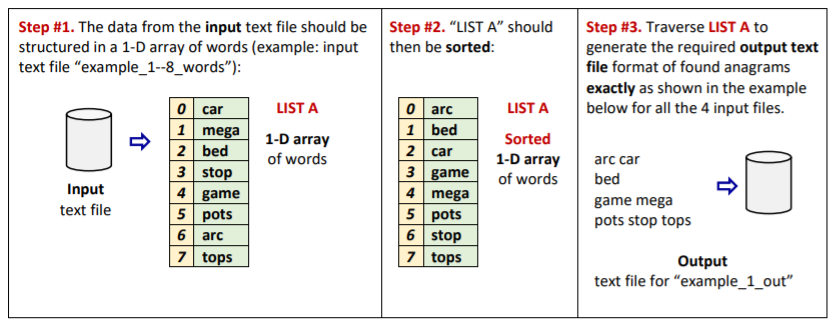 Step #1. The data from the input text file should be
structured in a 1-D array of words (example: input
text file “example_1--8_words”):
0 car
1 mega
2 bed
3 stop
4 game
5 pots
6 arc
7 tops
LIST A
1-D array
of words
Input
text file
Step #2. “LIST A” should
then be sorted:
0 arc
1 bed
2 car
3 game
4 mega
5 pots
6 stop
7 tops
LIST A
Sorted
1-D array
of words
Step #3. Traverse LIST A to
generate the required output text
file format of found anagrams
exactly as shown in the example
below for all the 4 input files.
arc car
bed
game mega
pots stop tops
Output
text file for “example_1_out”